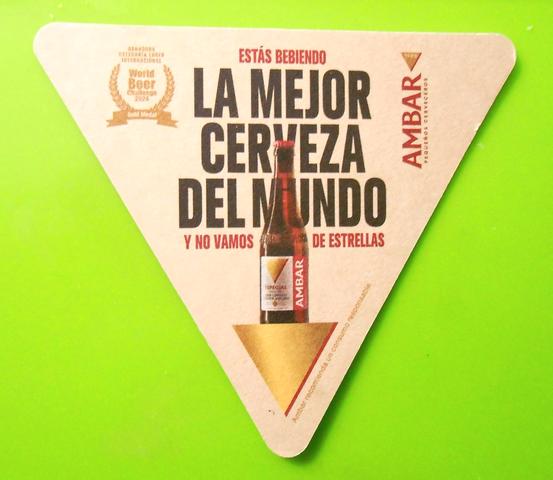 GANADORA
CATEGORÍA LAGER
INTERNACIONAL
World
Beer
Challenge
2024
Gold Medal
ESTÁS BEBIENDO
LA MEJOR
CERVEZA
DEL MUNDO
Y NO VAMOS DE ESTRELLAS
AMBAR
PEQUEÑOS CERVECEROS
ESPECIAL
AMBAR
Ambar recomienda un consumo responsable